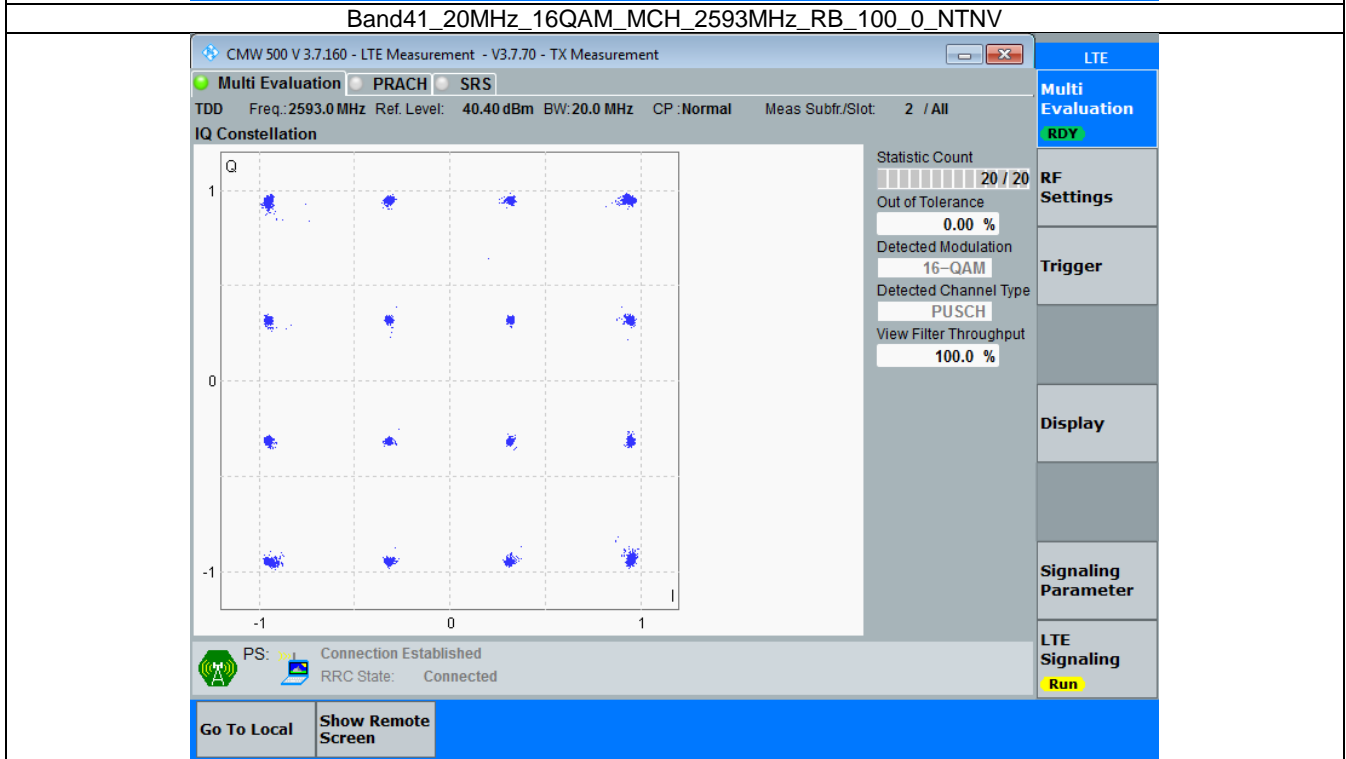 Band41_20MHz_16QAM_MCH_2593MHz_RB_100_0_NTNV
CMW 500 V 3.7.160 - LTE Measurement - V3.7.70 - TX Measurement
LTE
Multi Evaluation PRACH SRS
Multi
Evaluation
RDY
TDD Freq.:2593.0 MHz Ref. Level: 40.40 dBm BW:20.0 MHz CP :Normal Meas Subfr./Slot: 2 / All
IQ Constellation
Q
1
0
-1
-1 0 1
I
Statistic Count
20 / 20
Out of Tolerance
0.00 %
Detected Modulation
16-QAM
Detected Channel Type
PUSCH
View Filter Throughput
100.0 %
RF
Settings
Trigger
Display
Signaling
Parameter
LTE
Signaling
Run
PS: Connection Established
RRC State: Connected
Go To Local
Show Remote
Screen